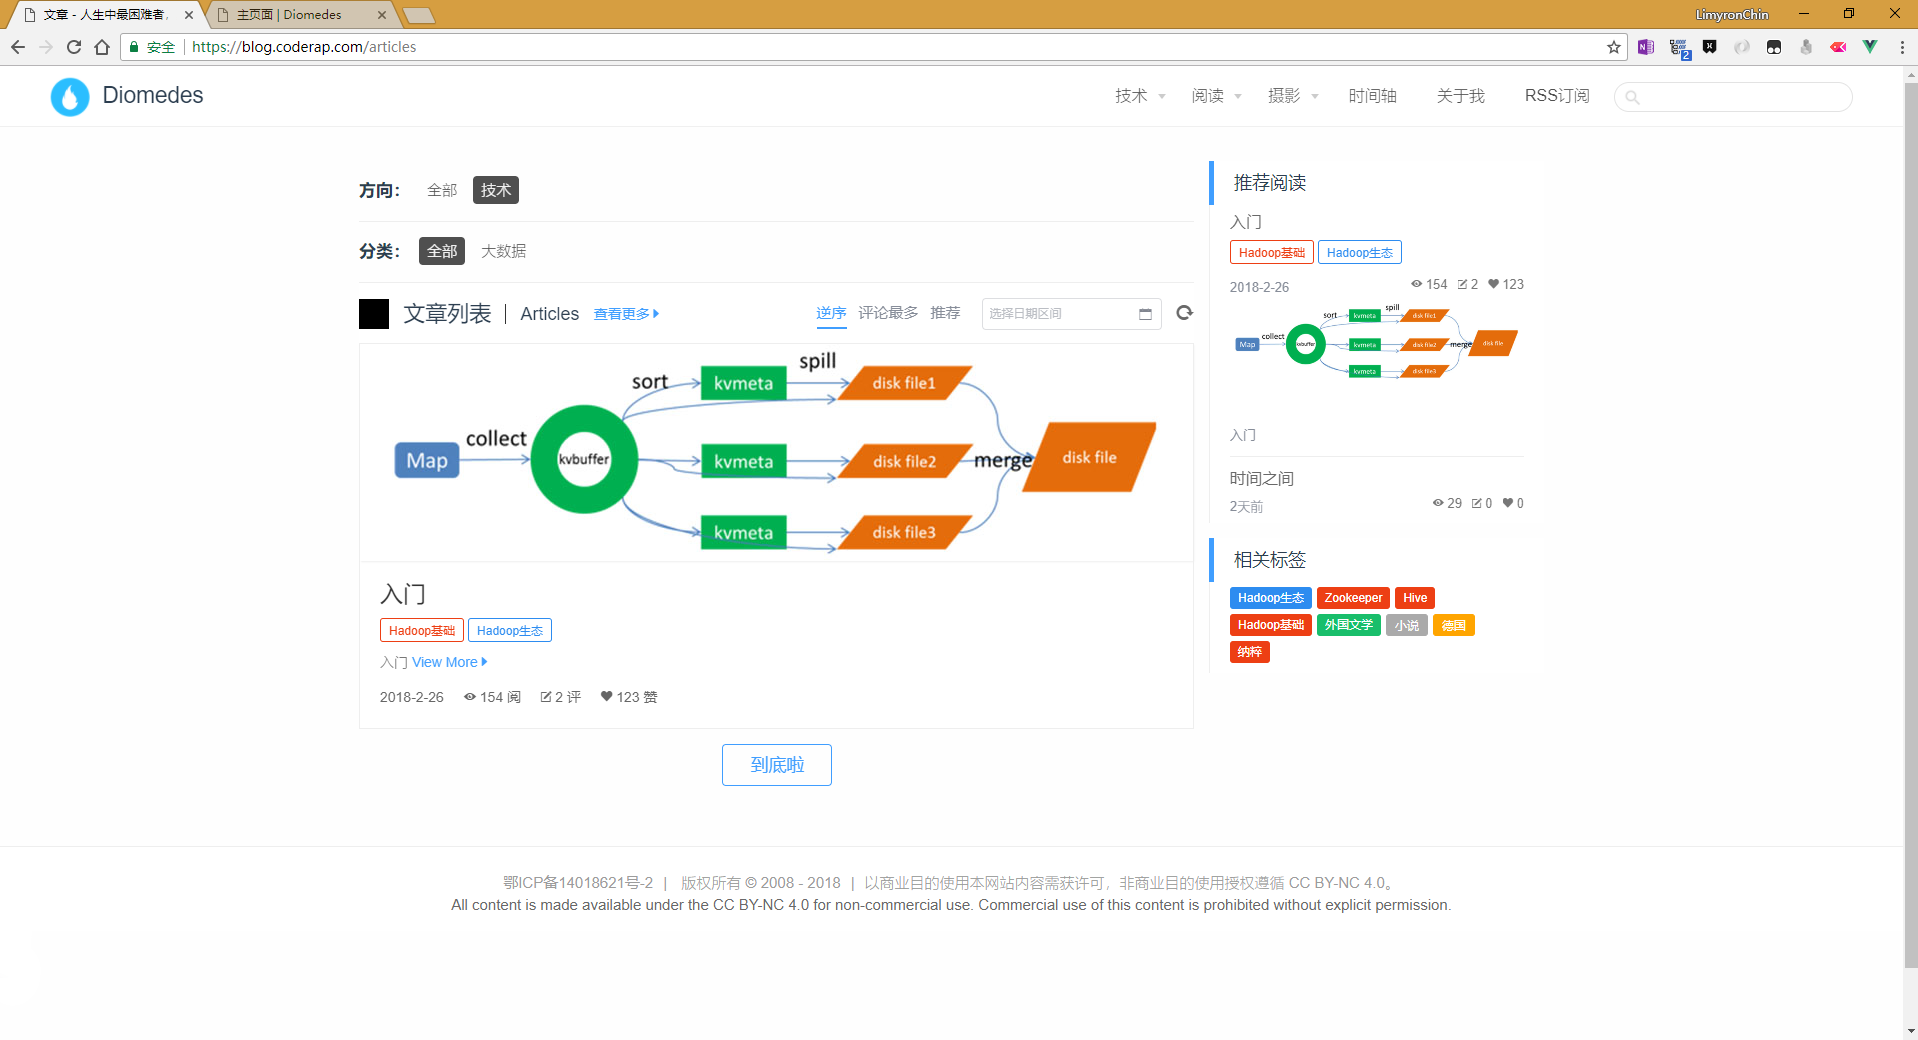 文章 - 人生中最困难者,
主页面 | Diomedes
LimyronChin
安全 https://blog.coderap.com/articles
2
Diomedes
技术 阅读 摄影 时间轴 关于我 RSS订阅
方向: 全部 技术
分类: 全部 大数据
文章列表 | Articles 查看更多
逆序 评论最多 推荐 选择日期区间
Map
collect
kvbuffer
sort
spill
kvmeta
disk file1
kvmeta
disk file2
kvmeta
disk file3
merge
disk file
入门
Hadoop基础 Hadoop生态
入门 View More
2018-2-26 154 阅 2 评 123 赞
到底啦
推荐阅读
入门
Hadoop基础 Hadoop生态
2018-2-26 154 2 123
Map
collect
kvbuffer
sort
spill
kvmeta
disk file1
kvmeta
disk file2
kvmeta
disk file3
merge
disk file
入门
时间之间
2天前 29 0 0
相关标签
Hadoop生态 Zookeeper Hive
Hadoop基础 外国文学 小说 德国
纳粹
鄂ICP备14018621号-2 | 版权所有 © 2008 - 2018 | 以商业目的使用本网站内容需获许可，非商业目的使用授权遵循 CC BY-NC 4.0。
All content is made available under the CC BY-NC 4.0 for non-commercial use. Commercial use of this content is prohibited without explicit permission.